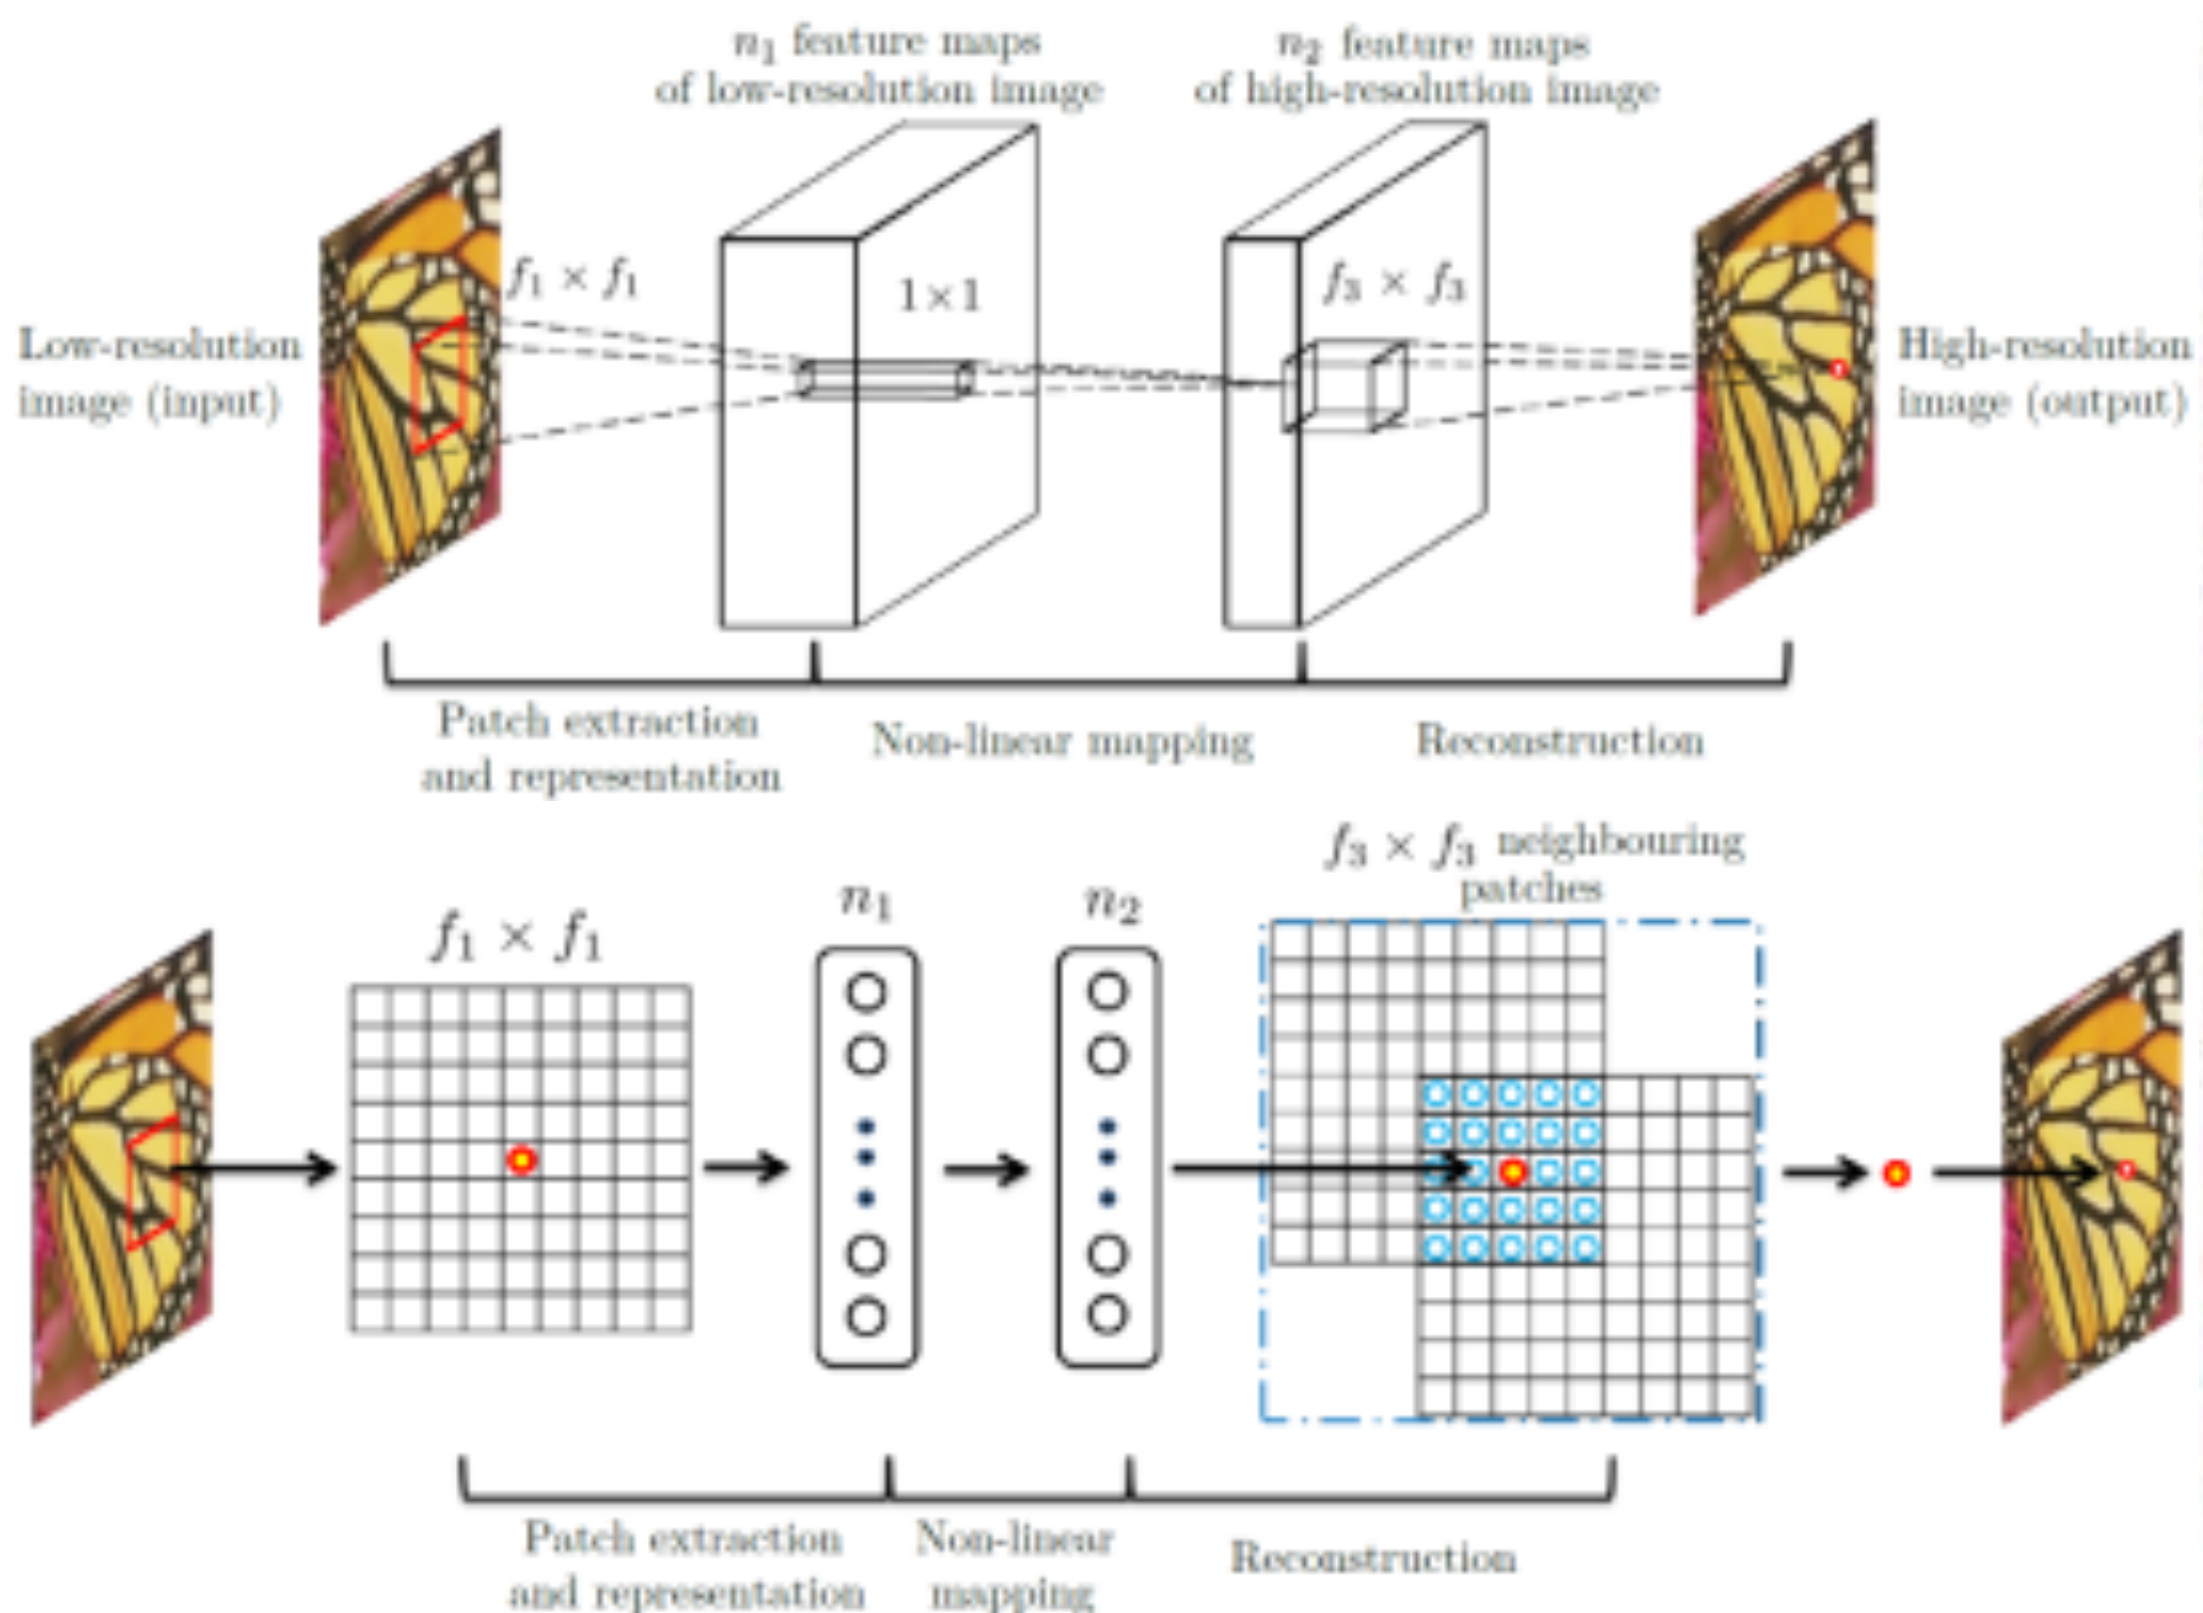 n₁ feature maps
of low-resolution image
n₂ feature maps
of high-resolution image
f₁ × f₁
1×1
f₃ × f₃
Low-resolution
image (input)
High-resolution
image (output)
Patch extraction
and representation
Non-linear mapping
Reconstruction
f₁ × f₁
n₁
n₂
f₃ × f₃ neighbouring
patches
Patch extraction
and representation
Non-linear
mapping
Reconstruction